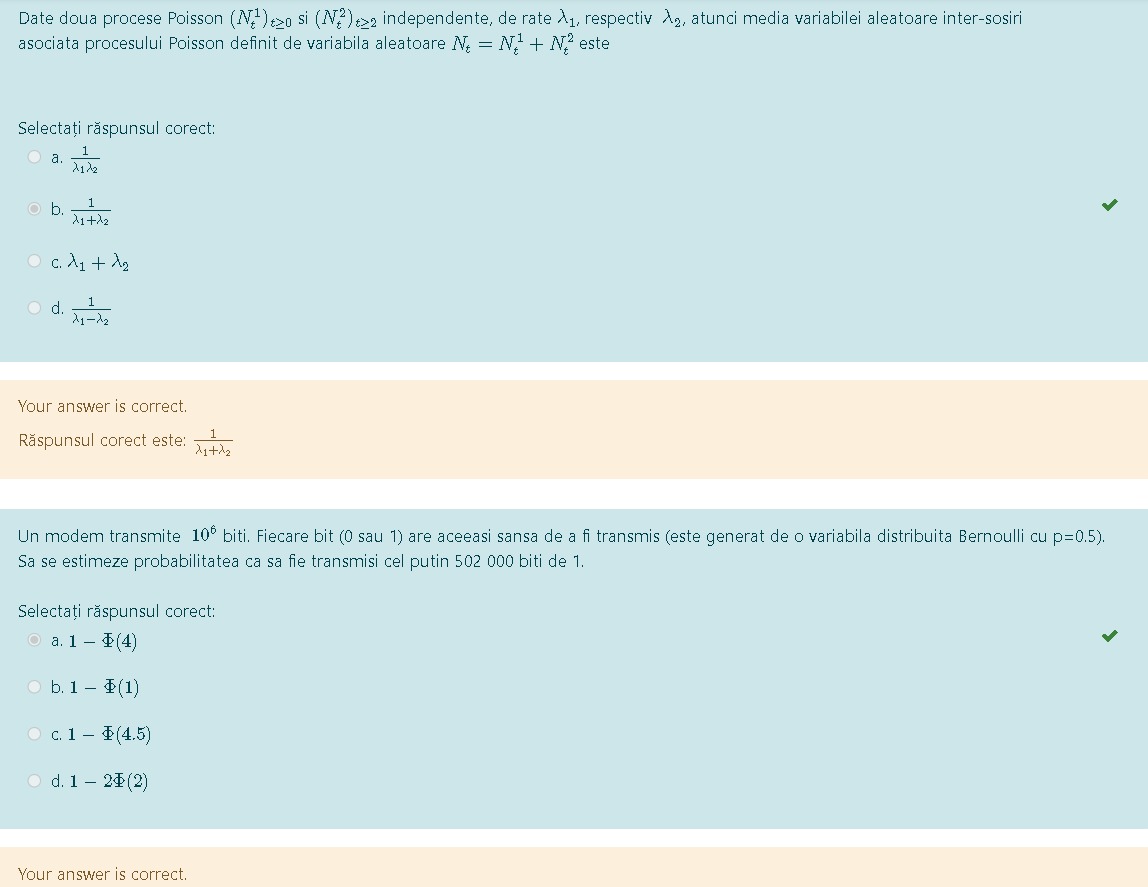 Date doua procese Poisson $(N_t^1)_{t\geq 0}$ si $(N_t^2)_{t\geq 2}$ independente, de rate $\lambda_1$, respectiv $\lambda_2$, atunci media variabilei aleatoare inter-sosiri
asociata procesului Poisson definit de variabila aleatoare $N_t = N_t^1 + N_t^2$ este
Selectați răspunsul corect:
a. $\frac{1}{\lambda_1\lambda_2}$
b. $\frac{1}{\lambda_1+\lambda_2}$
c. $\lambda_1 + \lambda_2$
d. $\frac{1}{\lambda_1-\lambda_2}$
Your answer is correct.
Răspunsul corect este: $\frac{1}{\lambda_1+\lambda_2}$
Un modem transmite $10^6$ biti. Fiecare bit (0 sau 1) are aceeasi sansa de a fi transmis (este generat de o variabila distribuita Bernoulli cu p=0.5).
Sa se estimeze probabilitatea ca sa fie transmisi cel putin 502 000 biti de 1.
Selectați răspunsul corect:
a. $1 - \Phi(4)$
b. $1 - \Phi(1)$
c. $1 - \Phi(4.5)$
d. $1 - 2\Phi(2)$
Your answer is correct.